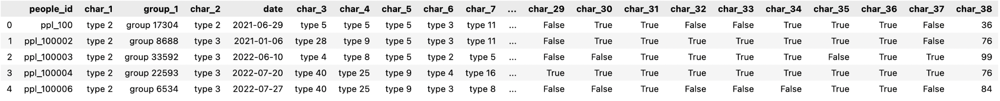 people_id char_1 group_1 char_2 date char_3 char_4 char_5 char_6 char_7 ... char_29 char_30 char_31 char_32 char_33 char_34 char_35 char_36 char_37 char_38
0 ppl_100 type 2 group 17304 type 2 2021-06-29 type 5 type 5 type 5 type 3 type 11 ... False True True False False True True True False 36
1 ppl_100002 type 2 group 8688 type 3 2021-01-06 type 28 type 9 type 5 type 3 type 11 ... False True True True True True True True False 76
2 ppl_100003 type 2 group 33592 type 3 2022-06-10 type 4 type 8 type 5 type 2 type 5 ... False False True True True True False True True 99
3 ppl_100004 type 2 group 22593 type 3 2022-07-20 type 40 type 25 type 9 type 4 type 16 ... True True True True True True True True True 76
4 ppl_100006 type 2 group 6534 type 3 2022-07-27 type 40 type 25 type 9 type 3 type 8 ... False False True False False False True True False 84